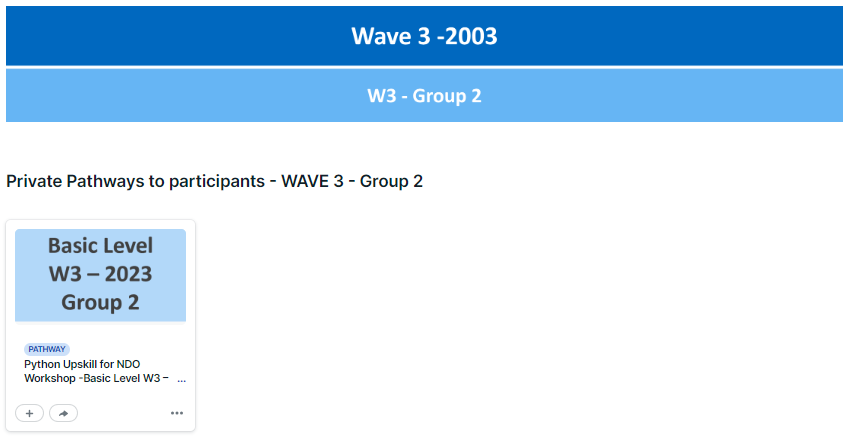 Wave 3 -2003
W3 - Group 2
Private Pathways to participants - WAVE 3 - Group 2
Basic Level
W3 – 2023
Group 2
PATHWAY
Python Upskill for NDO
Workshop -Basic Level W3 – ...